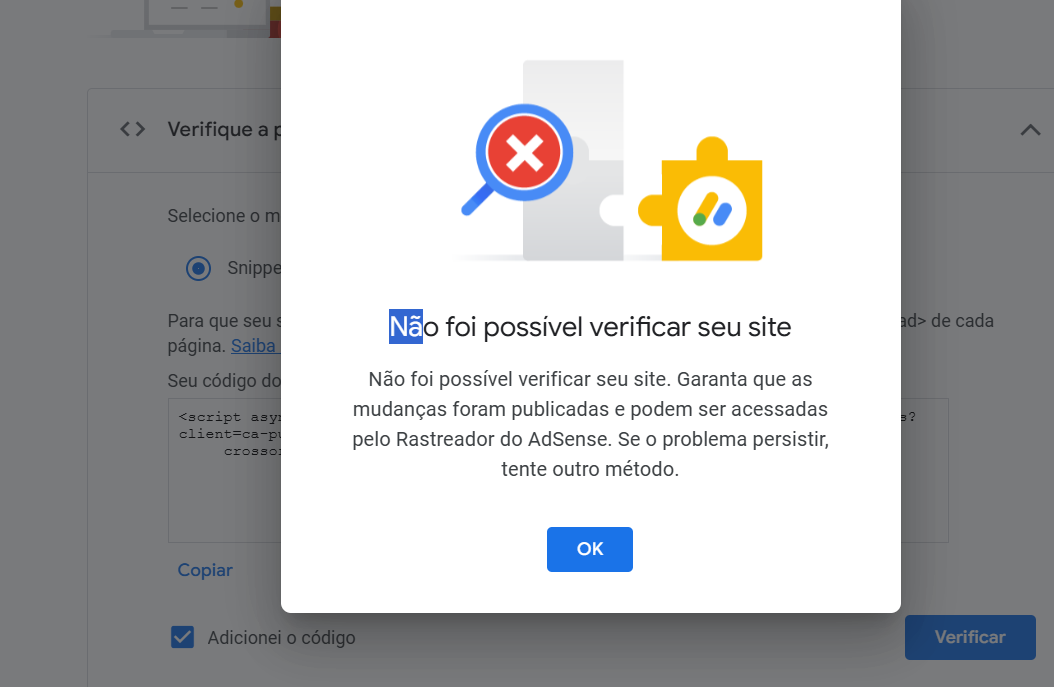 Verifique a p
Selecione o m
Snippe
Para que seu s ad> de cada
página. Saiba
Seu código do
<script asyn s?
client=ca-pu
crossor
Copiar
Adicionei o código
Verificar
Não foi possível verificar seu site
Não foi possível verificar seu site. Garanta que as
mudanças foram publicadas e podem ser acessadas
pelo Rastreador do AdSense. Se o problema persistir,
tente outro método.
OK